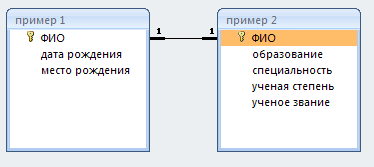 пример 1
ФИО
дата рождения
место рождения
1
1
пример 2
ФИО
образование
специальность
ученая степень
ученое звание